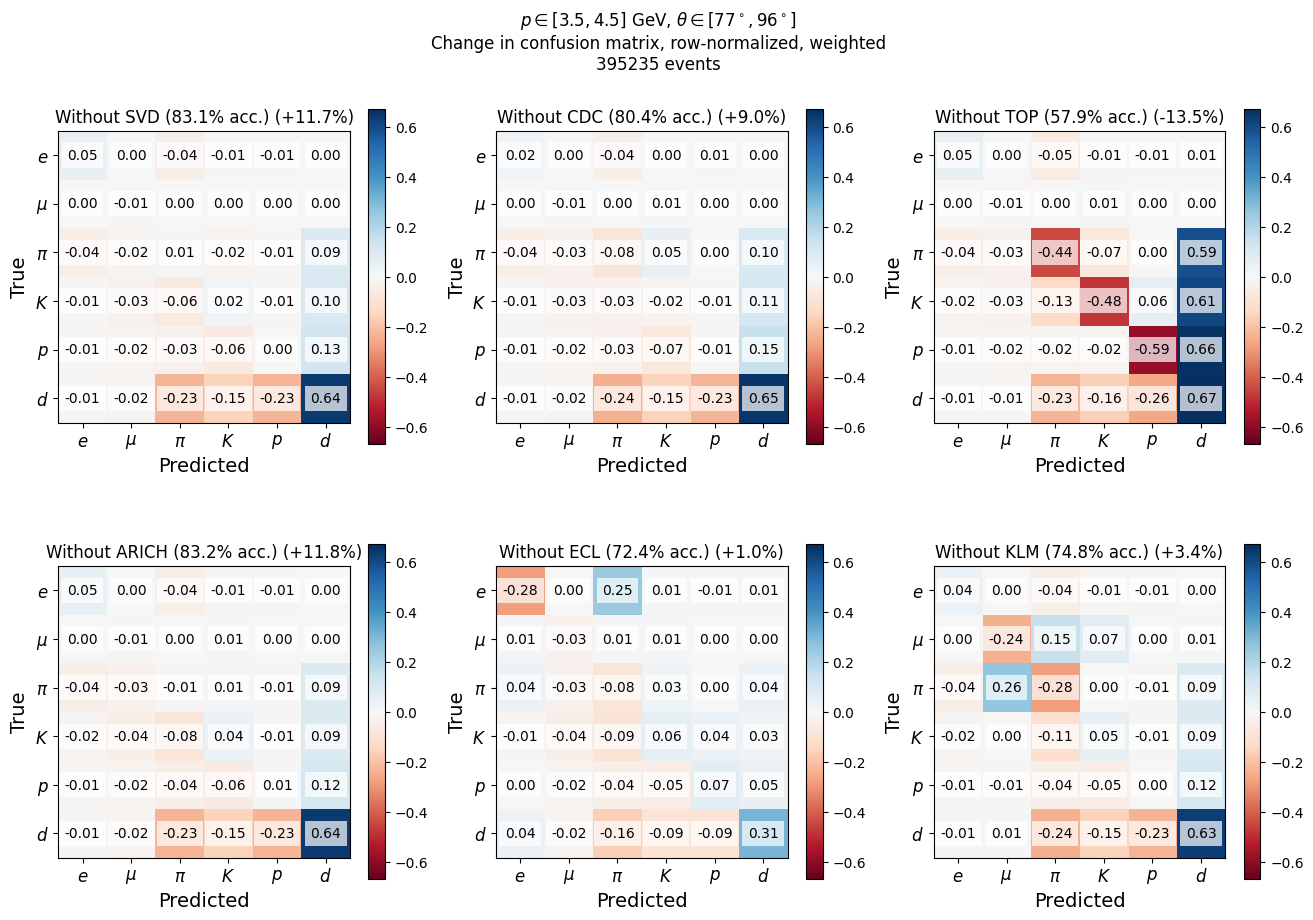 p ∈ [3.5, 4.5] GeV, θ ∈ [77°, 96°]
Change in confusion matrix, row-normalized, weighted
395235 events
Without SVD (83.1% acc.) (+11.7%)
e 0.05 0.00 -0.04 -0.01 -0.01 0.00
μ 0.00 -0.01 0.00 0.00 0.00 0.00
π -0.04 -0.02 0.01 -0.02 -0.01 0.09
K -0.01 -0.03 -0.06 0.02 -0.01 0.10
p -0.01 -0.02 -0.03 -0.06 0.00 0.13
d -0.01 -0.02 -0.23 -0.15 -0.23 0.64
e μ π K p d
True
Predicted
0.6
0.4
0.2
0.0
−0.2
−0.4
−0.6
Without CDC (80.4% acc.) (+9.0%)
e 0.02 0.00 -0.04 0.00 0.01 0.00
μ 0.00 -0.01 0.00 0.00 0.00 0.00
π -0.04 -0.03 -0.08 0.05 0.00 0.10
K -0.01 -0.03 -0.03 -0.02 -0.01 0.11
p -0.01 -0.02 -0.03 -0.07 -0.01 0.15
d -0.01 -0.02 -0.24 -0.15 -0.23 0.65
e μ π K p d
True
Predicted
0.6
0.4
0.2
0.0
−0.2
−0.4
−0.6
Without TOP (57.9% acc.) (-13.5%)
e 0.05 0.00 -0.05 -0.01 -0.01 0.01
μ 0.00 -0.01 0.00 0.01 0.00 0.00
π -0.04 -0.03 -0.44 -0.07 0.00 0.59
K -0.02 -0.03 -0.13 -0.48 0.06 0.61
p -0.01 -0.02 -0.02 -0.02 -0.59 0.66
d -0.01 -0.01 -0.23 -0.16 -0.26 0.67
e μ π K p d
True
Predicted
0.6
0.4
0.2
0.0
−0.2
−0.4
−0.6
Without ARICH (83.2% acc.) (+11.8%)
e 0.05 0.00 -0.04 -0.01 -0.01 0.00
μ 0.00 -0.01 0.00 0.01 0.00 0.00
π -0.04 -0.03 -0.01 0.01 -0.01 0.09
K -0.02 -0.04 -0.08 0.04 -0.01 0.09
p -0.01 -0.02 -0.04 -0.06 0.01 0.12
d -0.01 -0.02 -0.23 -0.15 -0.23 0.64
e μ π K p d
True
Predicted
0.6
0.4
0.2
0.0
−0.2
−0.4
−0.6
Without ECL (72.4% acc.) (+1.0%)
e -0.28 0.00 0.25 0.01 -0.01 0.01
μ 0.01 -0.03 0.01 0.01 0.00 0.00
π 0.04 -0.03 -0.08 0.03 0.00 0.04
K -0.01 -0.04 -0.09 0.06 0.04 0.03
p 0.00 -0.02 -0.04 -0.05 0.07 0.05
d 0.04 -0.02 -0.16 -0.09 -0.09 0.31
e μ π K p d
True
Predicted
0.6
0.4
0.2
0.0
−0.2
−0.4
−0.6
Without KLM (74.8% acc.) (+3.4%)
e 0.04 0.00 -0.04 -0.01 -0.01 0.00
μ 0.00 -0.24 0.15 0.07 0.00 0.01
π -0.04 0.26 -0.28 0.00 -0.01 0.09
K -0.02 0.00 -0.11 0.05 -0.01 0.09
p -0.01 -0.01 -0.04 -0.05 0.00 0.12
d -0.01 0.01 -0.24 -0.15 -0.23 0.63
e μ π K p d
True
Predicted
0.6
0.4
0.2
0.0
−0.2
−0.4
−0.6